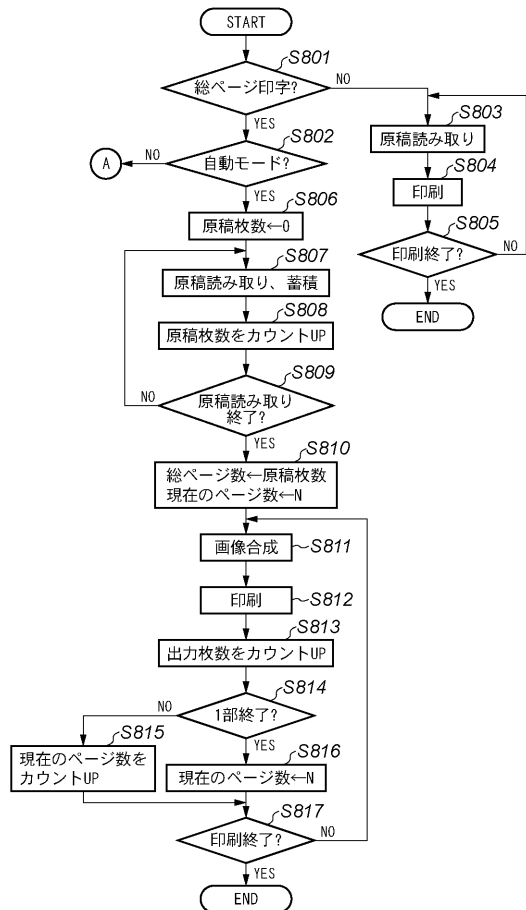 START
S801
総ページ印字?
NO
YES
S802
自動モード?
NO
A
YES
S803
原稿読み取り
S804
印刷
S805
印刷終了?
NO
YES
END
S806
原稿枚数←0
S807
原稿読み取り、蓄積
S808
原稿枚数をカウントUP
S809
原稿読み取り
終了?
NO
YES
S810
総ページ数←原稿枚数
現在のページ数←N
画像合成
S811
印刷
S812
S813
出力枚数をカウントUP
S814
1部終了?
NO
YES
S815
現在のページ数を
カウントUP
S816
現在のページ数←N
S817
印刷終了?
NO
YES
END